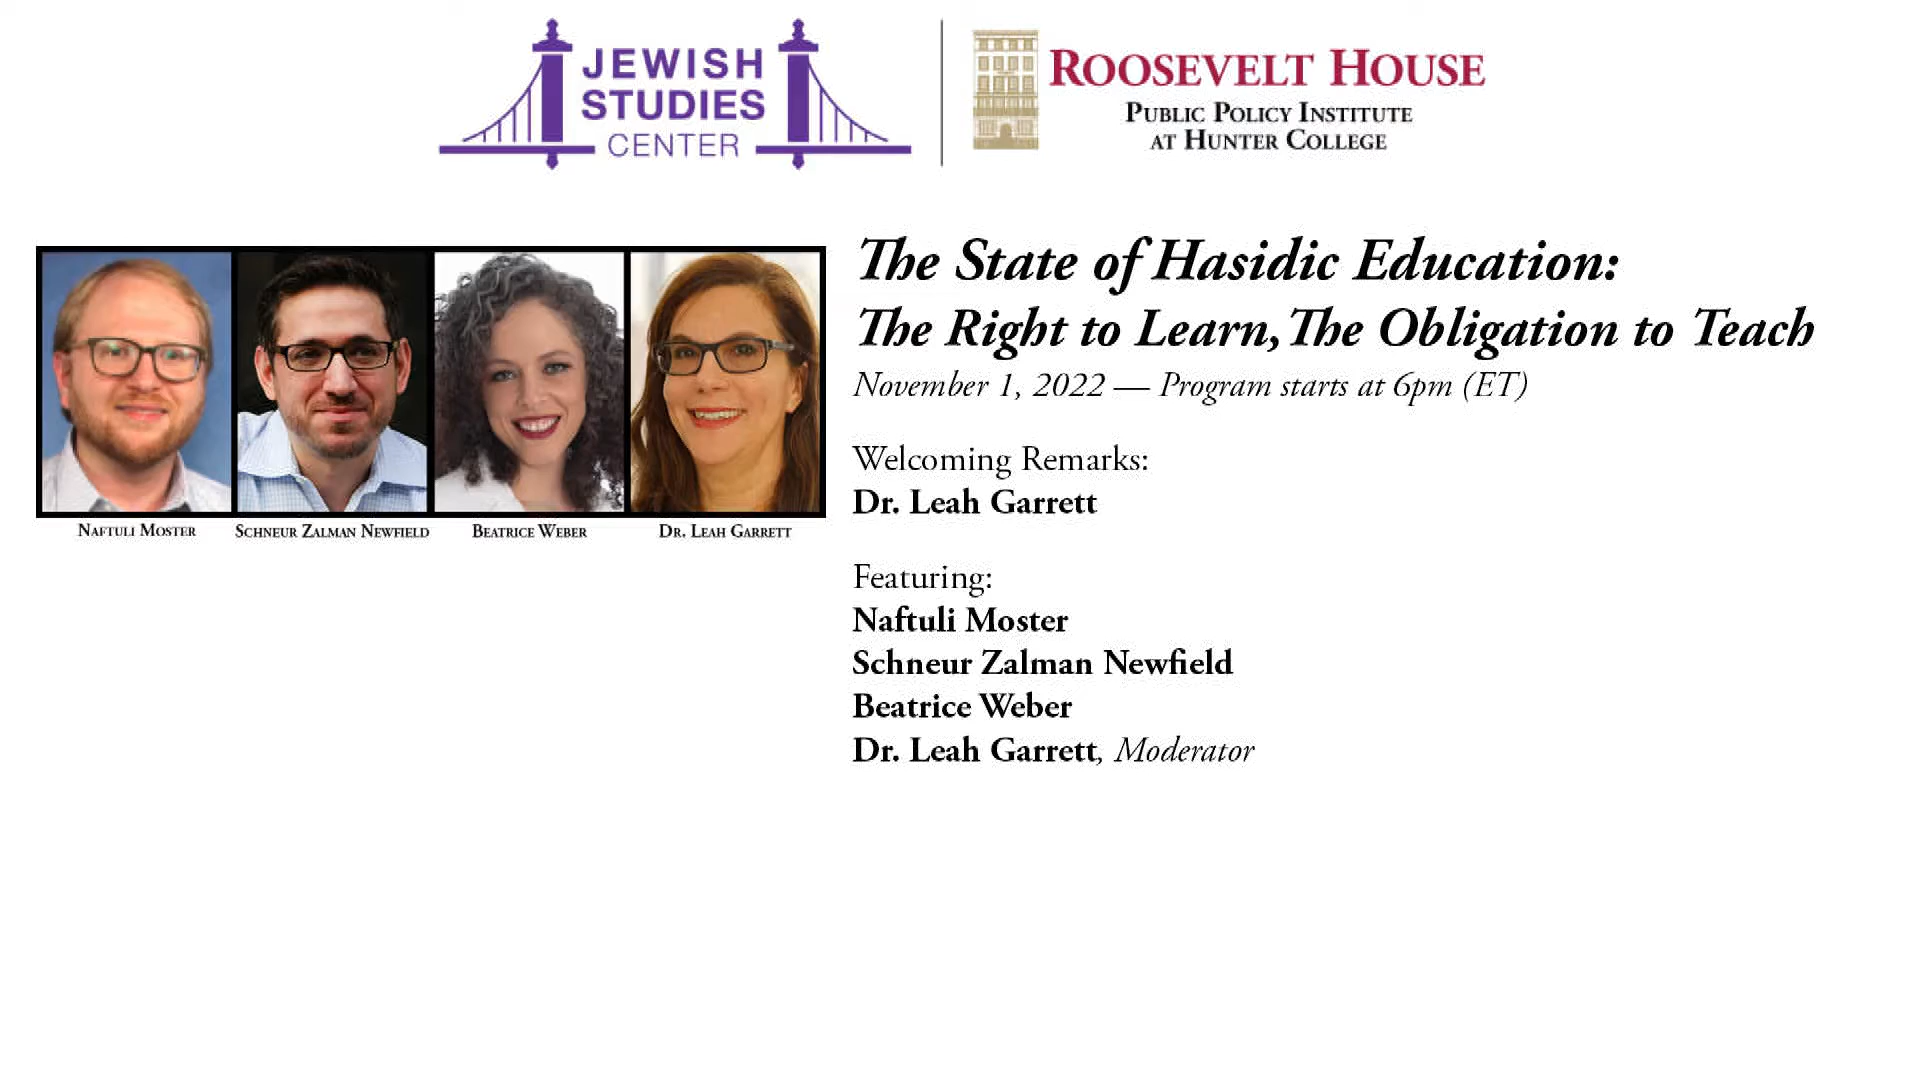 JEWISH
STUDIES
CENTER
ROOSEVELT HOUSE
PUBLIC POLICY INSTITUTE
AT HUNTER COLLEGE
NAFTULI MOSTER
SCHNEUR ZALMAN NEWFIELD
BEATRICE WEBER
DR. LEAH GARRETT
The State of Hasidic Education:
The Right to Learn, The Obligation to Teach
November 1, 2022 — Program starts at 6pm (ET)
Welcoming Remarks:
Dr. Leah Garrett
Featuring:
Naftuli Moster
Schneur Zalman Newfield
Beatrice Weber
Dr. Leah Garrett, Moderator